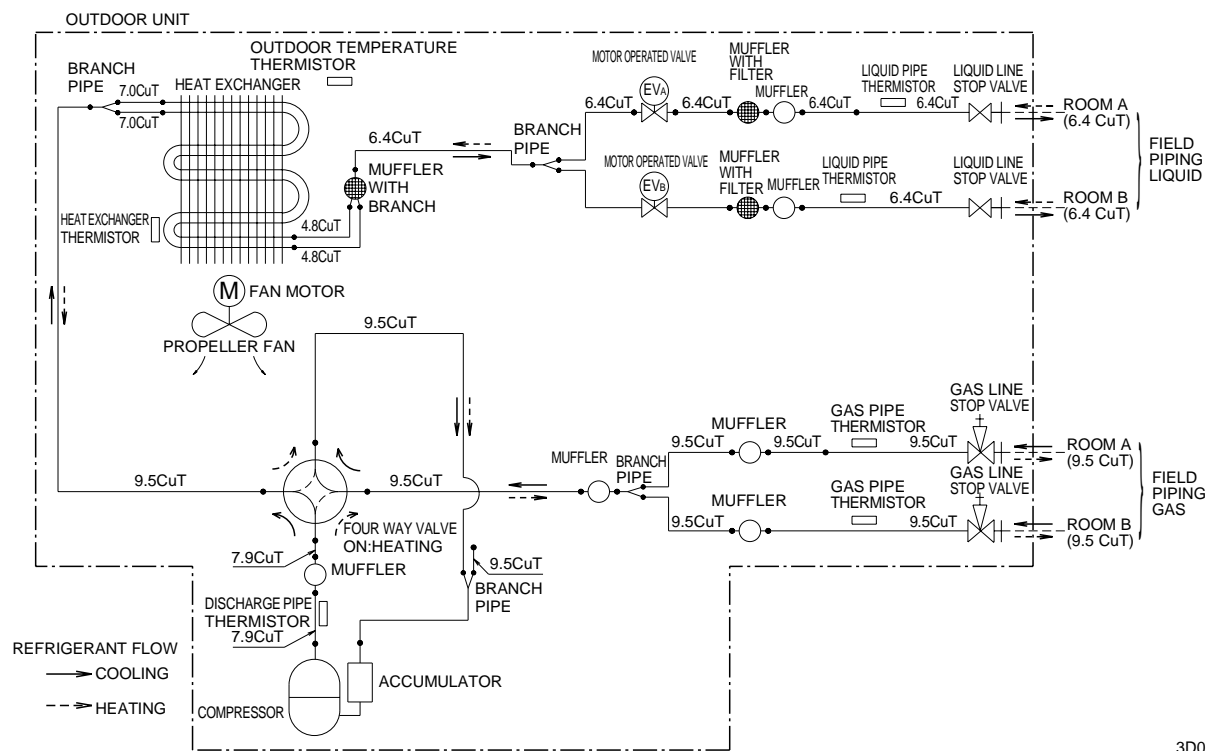 OUTDOOR UNIT
OUTDOOR TEMPERATURE
THERMISTOR
BRANCH
PIPE
7.0CuT
7.0CuT
HEAT EXCHANGER
HEAT EXCHANGER
THERMISTOR
4.8CuT
4.8CuT
6.4CuT
MUFFLER
WITH
BRANCH
BRANCH
PIPE
MOTOR OPERATED VALVE
EVA
6.4CuT
6.4CuT
MUFFLER
WITH
FILTER
MUFFLER
6.4CuT
LIQUID PIPE
THERMISTOR
6.4CuT
LIQUID LINE
STOP VALVE
ROOM A
(6.4 CuT)
MOTOR OPERATED VALVE
EVB
MUFFLER
WITH
FILTER
MUFFLER
LIQUID PIPE
THERMISTOR
6.4CuT
LIQUID LINE
STOP VALVE
ROOM B
(6.4 CuT)
FIELD
PIPING
LIQUID
M
FAN MOTOR
PROPELLER FAN
9.5CuT
9.5CuT
9.5CuT
FOUR WAY VALVE
ON:HEATING
MUFFLER
BRANCH
PIPE
9.5CuT
MUFFLER
9.5CuT
GAS PIPE
THERMISTOR
9.5CuT
GAS LINE
STOP VALVE
ROOM A
(9.5 CuT)
9.5CuT
MUFFLER
GAS PIPE
THERMISTOR
9.5CuT
GAS LINE
STOP VALVE
ROOM B
(9.5 CuT)
FIELD
PIPING
GAS
7.9CuT
MUFFLER
9.5CuT
BRANCH
PIPE
DISCHARGE PIPE
THERMISTOR
7.9CuT
ACCUMULATOR
COMPRESSOR
REFRIGERANT FLOW
COOLING
HEATING
3D0